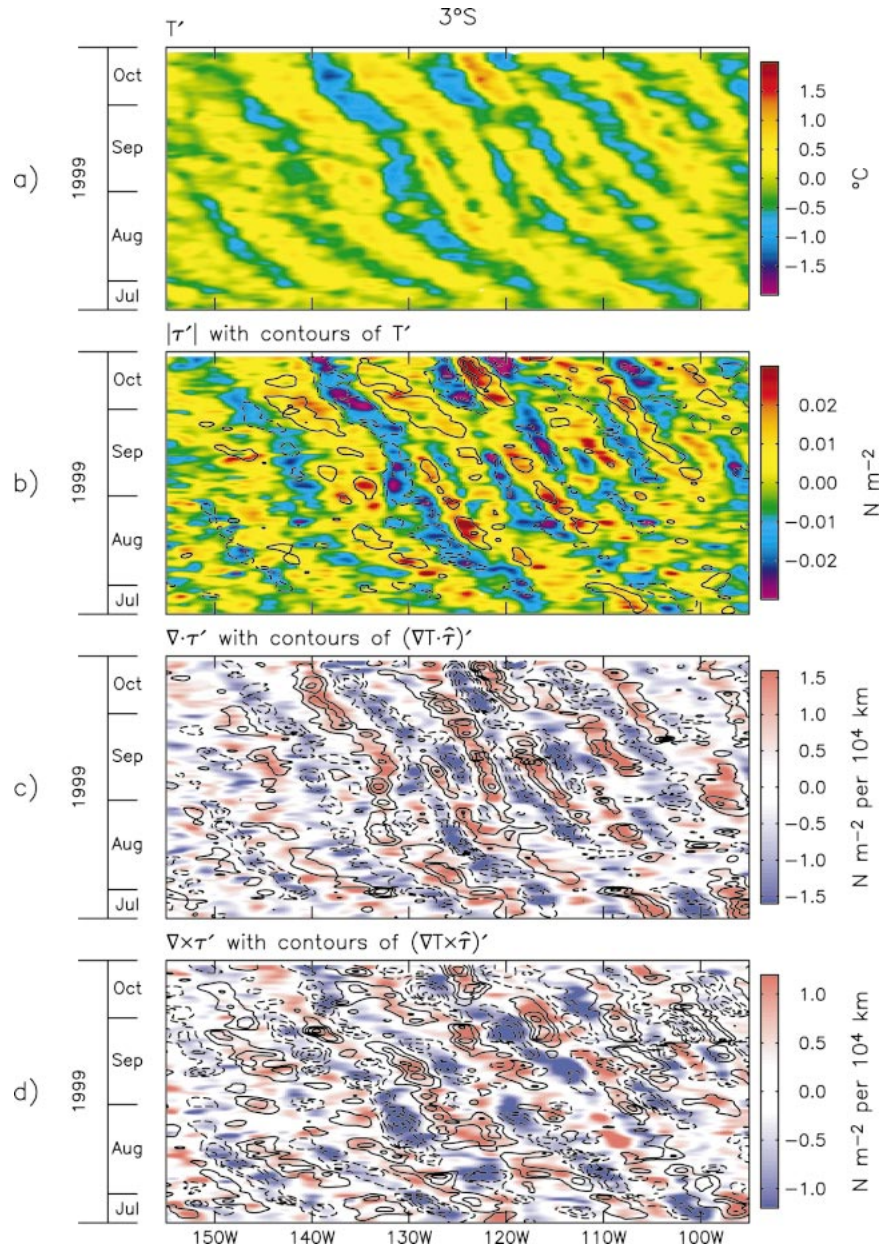 3°S
T′
Oct
Sep
Aug
Jul
1999
a)
1.5
1.0
0.5
0.0
−0.5
−1.0
−1.5
°C
|τ′| with contours of T′
Oct
Sep
Aug
Jul
1999
b)
0.02
0.01
0.00
−0.01
−0.02
N m⁻²
∇·τ′ with contours of (∇T·τ̂)′
Oct
Sep
Aug
Jul
1999
c)
1.5
1.0
0.5
0.0
−0.5
−1.0
−1.5
N m⁻² per 10⁴ km
∇×τ′ with contours of (∇T×τ̂)′
Oct
Sep
Aug
Jul
1999
d)
1.0
0.5
0.0
−0.5
−1.0
N m⁻² per 10⁴ km
150W 140W 130W 120W 110W 100W